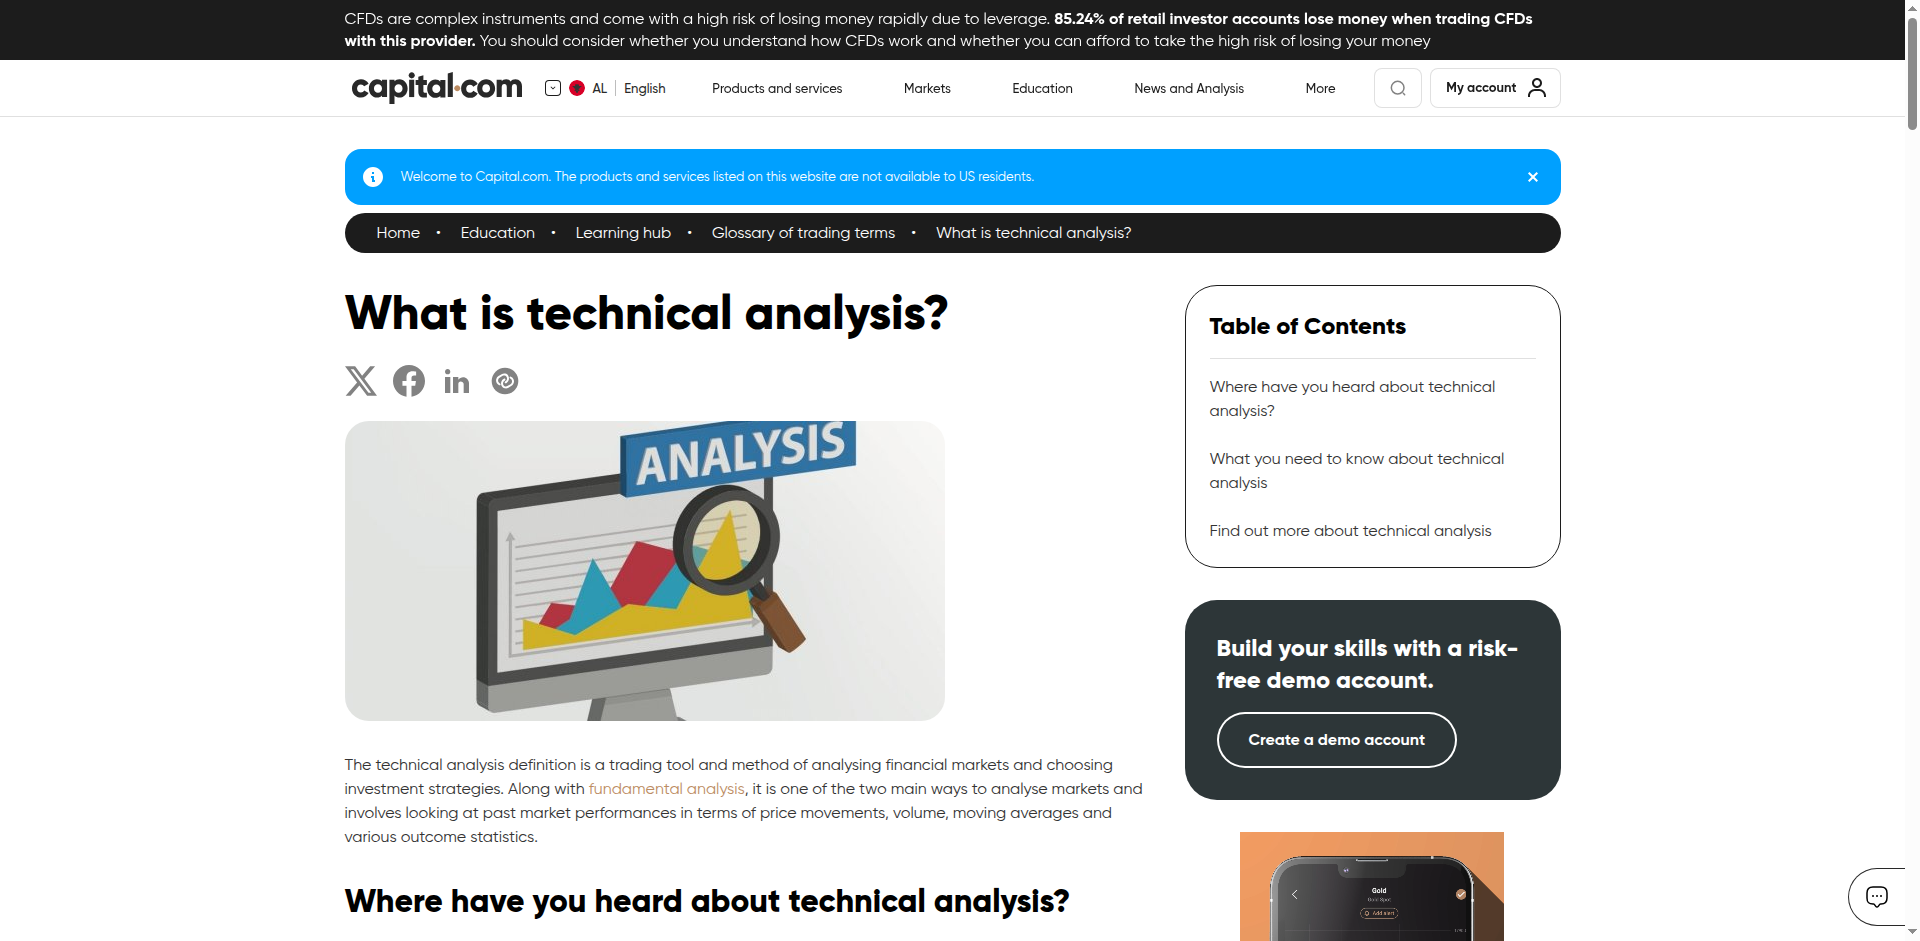 CFDs are complex instruments and come with a high risk of losing money rapidly due to leverage. 85.24% of retail investor accounts lose money when trading CFDs
with this provider. You should consider whether you understand how CFDs work and whether you can afford to take the high risk of losing your money
capital.com
AL English
Products and services
Markets
Education
News and Analysis
More
My account
Welcome to Capital.com. The products and services listed on this website are not available to US residents.
Home • Education • Learning hub • Glossary of trading terms • What is technical analysis?
What is technical analysis?
ANALYSIS
The technical analysis definition is a trading tool and method of analysing financial markets and choosing
investment strategies. Along with fundamental analysis, it is one of the two main ways to analyse markets and
involves looking at past market performances in terms of price movements, volume, moving averages and
various outcome statistics.
Where have you heard about technical analysis?
Table of Contents
Where have you heard about technical
analysis?
What you need to know about technical
analysis
Find out more about technical analysis
Build your skills with a risk-
free demo account.
Create a demo account
Gold
Gold Spot
Add alert